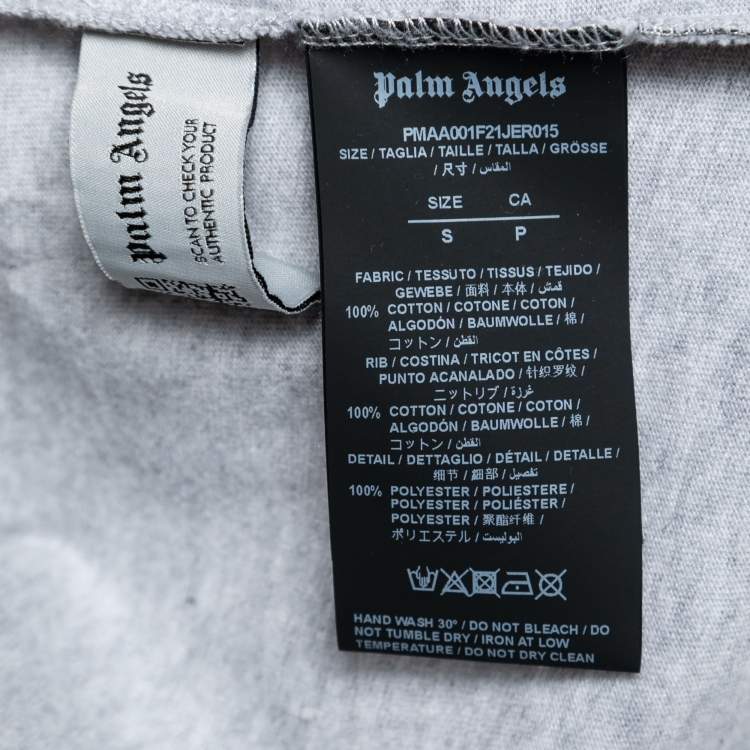 Palm Angels
SCAN TO CHECK YOUR
AUTHENTIC PRODUCT
Palm Angels
PMAA001F21JER015
SIZE / TAGLIA / TAILLE / TALLA / GRÖSSE
/ 尺寸 / المقاس
SIZE CA
S P
FABRIC / TESSUTO / TISSUS / TEJIDO /
GEWEBE / 面料 / 本体 / قماش
100% COTTON / COTONE / COTON /
ALGODÓN / BAUMWOLLE / 棉 /
コットン / القطن
RIB / COSTINA / TRICOT EN CÔTES /
PUNTO ACANALADO / 针织罗纹 /
ニットリブ / غرزة
100% COTTON / COTONE / COTON /
ALGODÓN / BAUMWOLLE / 棉 /
コットン / القطن
DETAIL / DETTAGLIO / DÉTAIL / DETALLE /
细节 / 細部 / تفصيل
100% POLYESTER / POLIESTERE /
POLYESTER / POLIÉSTER /
POLYESTER / 聚酯纤维 /
ポリエステル / البوليست
HAND WASH 30° / DO NOT BLEACH / DO
NOT TUMBLE DRY / IRON AT LOW
TEMPERATURE / DO NOT DRY CLEAN